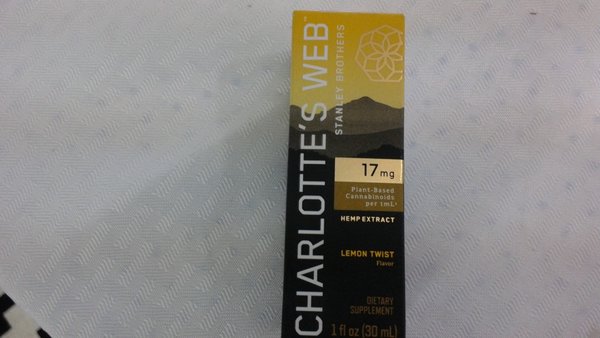 CHARLOTTE'S WEB™
STANLEY BROTHERS
17mg
Plant-Based
Cannabinoids
per 1mL*
HEMP EXTRACT
LEMON TWIST
Flavor
DIETARY
SUPPLEMENT
1 fl oz (30 mL)